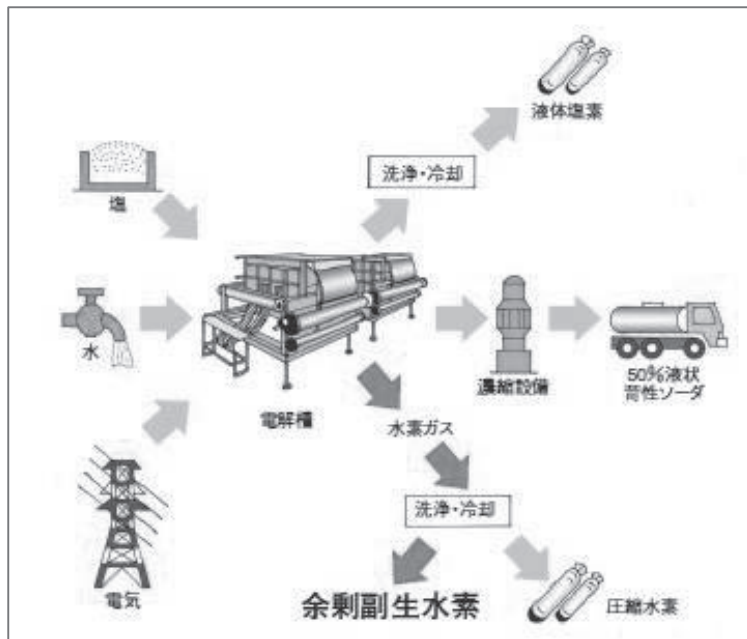 液体塩素
洗浄・冷却
塩
水
電解槽
濃縮設備
50%液状
苛性ソーダ
水素ガス
洗浄・冷却
電気
余剰副生水素
圧縮水素